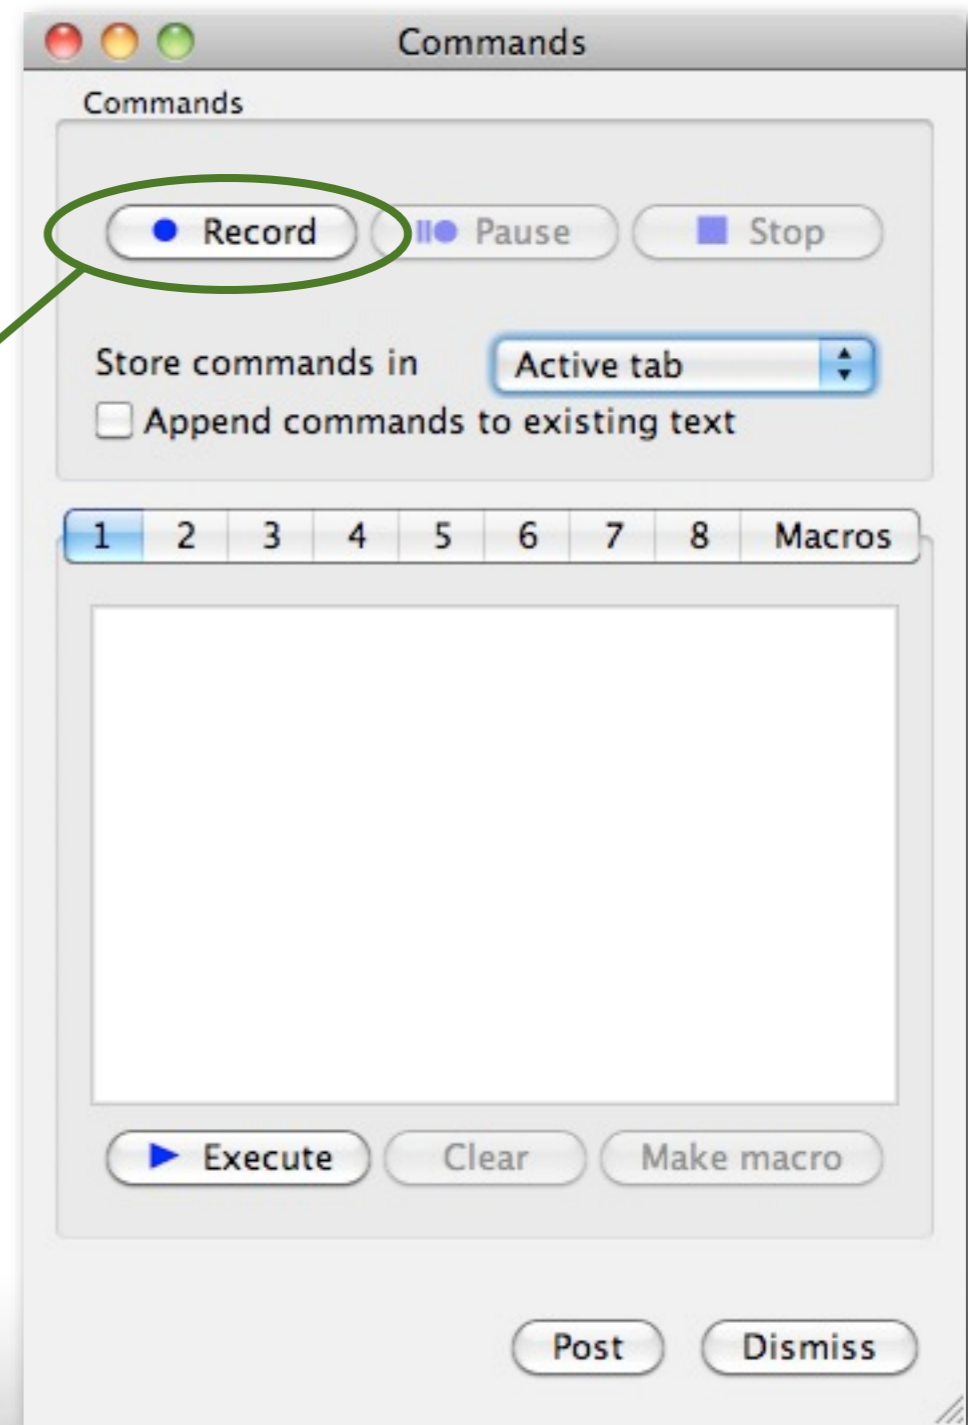 Commands
Commands
Record Pause Stop
Store commands in Active tab
Append commands to existing text
1 2 3 4 5 6 7 8 Macros
Execute Clear Make macro
Post Dismiss